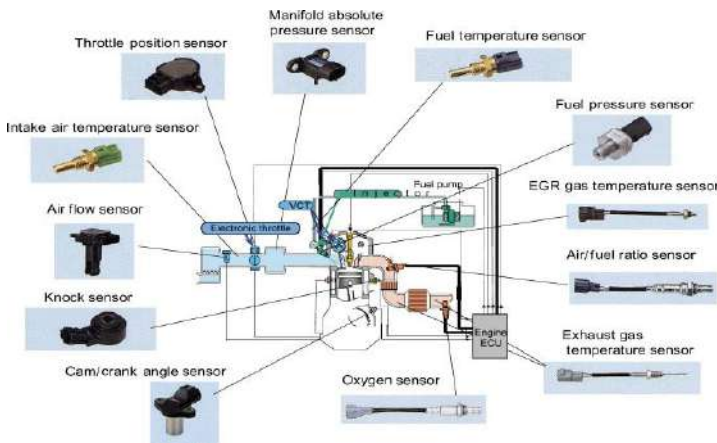 Manifold absolute
pressure sensor
Throttle position sensor
Fuel temperature sensor
Fuel pressure sensor
Intake air temperature sensor
Injector
Fuel pump
VCT
EGR gas temperature sensor
Air flow sensor
Electronic throttle
Air/fuel ratio sensor
Knock sensor
Engine
ECU
Exhaust gas
temperature sensor
Cam/crank angle sensor
Oxygen sensor